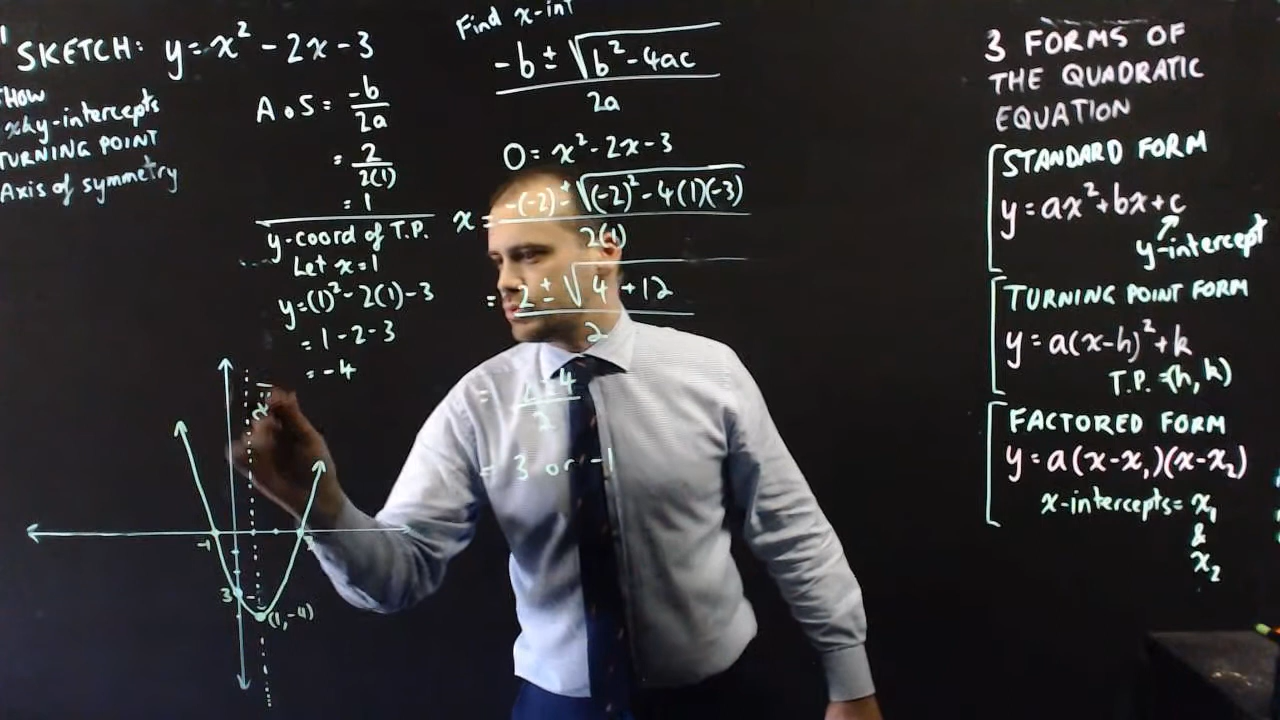 SKETCH: y=x²-2x-3
SHOW
x&y-intercepts
TURNING POINT
Axis of symmetry
A.O.S = -b/2a
= 2/2(1)
= 1
y-coord of T.P.
Let x=1
y=(1)²-2(1)-3
= 1-2-3
= -4
Find x-int
-b ± √b²-4ac
2a
0=x²-2x-3
x = -(-2) ± √(-2)²-4(1)(-3)
2(1)
= 2 ± √4+12
2
= 2±4
2
= 3 or -1
-1
3 -
(1,-4)
3 FORMS OF
THE QUADRATIC
EQUATION
STANDARD FORM
y=ax²+bx+c
y-intercept
TURNING POINT FORM
y=a(x-h)²+k
T.P. =(h,k)
FACTORED FORM
y=a(x-x₁)(x-x₂)
x-intercepts= x₁
&
x₂